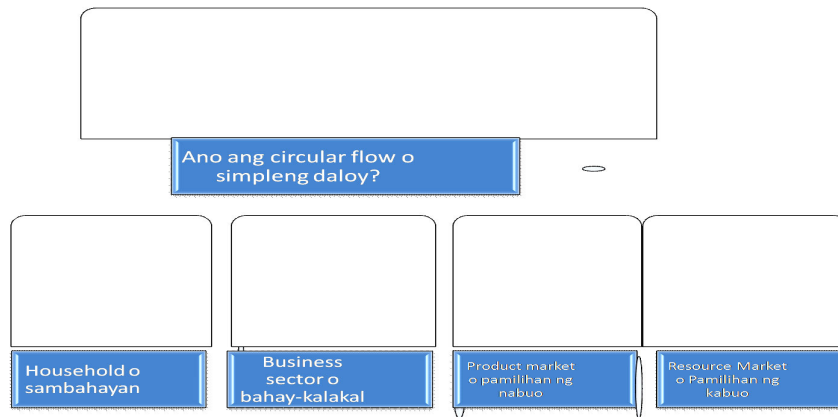 Ano ang circular flow o
simpleng daloy?
Household o
sambahayan
Business
sector o
bahay-kalakal
Product market
o pamilihan ng
nabuo
Resource Market
o Pamilihan ng
kabuo